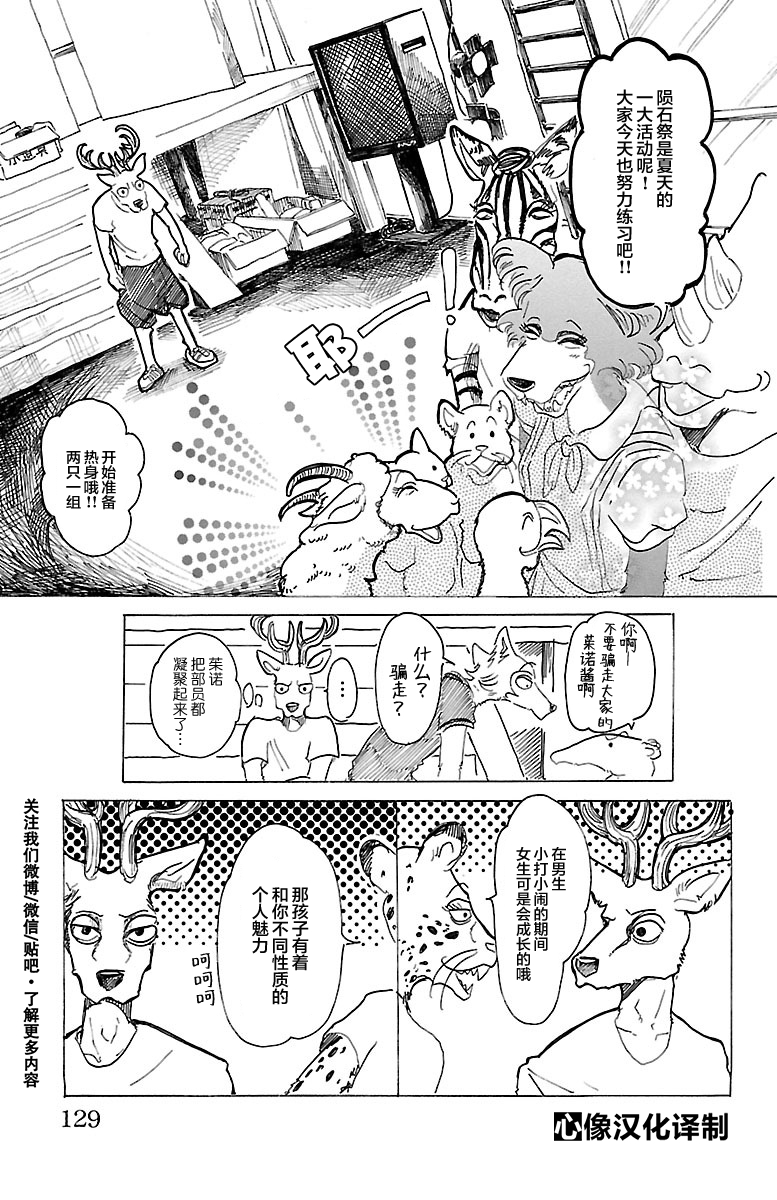 陨石祭是夏天的
一大活动呢！
大家今天也努力练习吧!!
耶——！
小道具
开始准备
热身哦!!
两只一组
你啊——
不要骗走大家的
茱诺酱啊
什么？
骗走？
…
茱诺
把部员都
凝聚起来了…
在男生
小打小闹的期间
女生可是会成长的哦
那孩子有着
和你不同性质的
个人魅力
呵呵呵
关注我们微博/微信/贴吧·了解更多内容
129
心像汉化译制